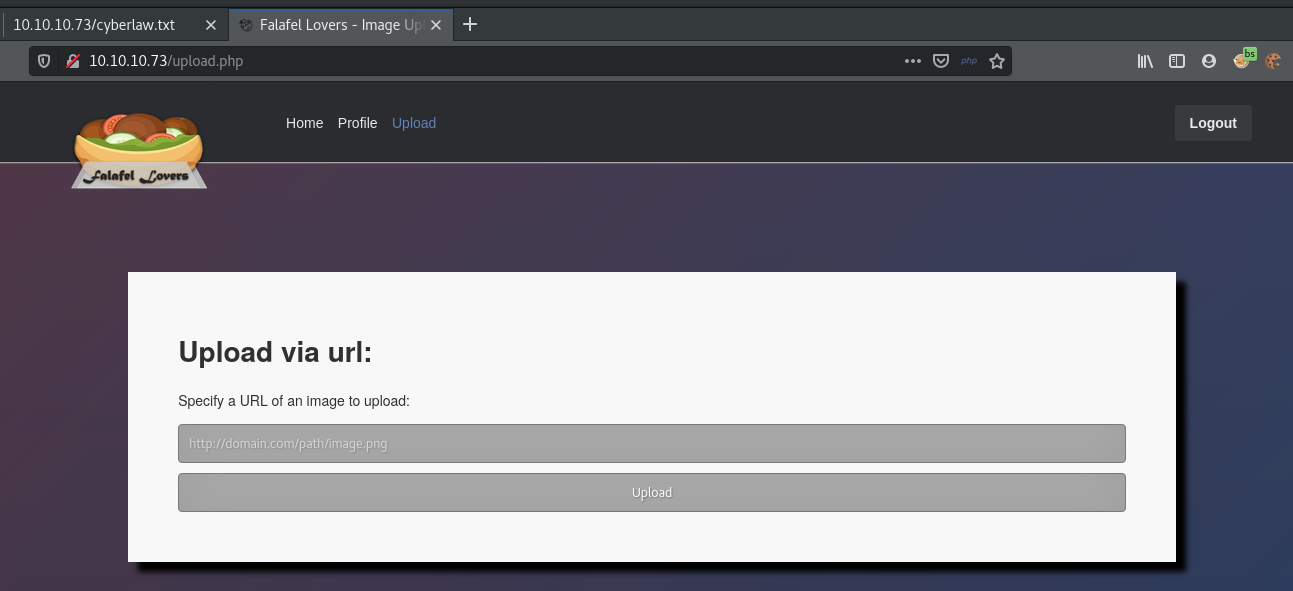 10.10.10.73/cyberlaw.txt
Falafel Lovers - Image Up
10.10.10.73/upload.php
php
bs
Falafel Lovers
Home Profile Upload
Logout
Upload via url:
Specify a URL of an image to upload:
http://domain.com/path/image.png
Upload